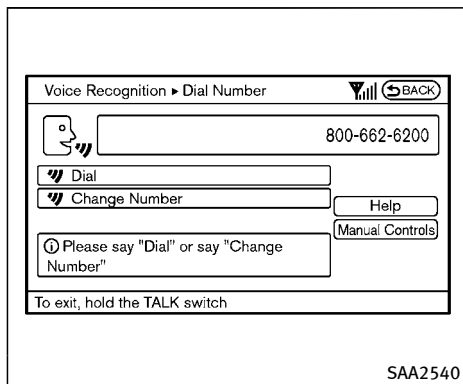 Voice Recognition ▸ Dial Number
BACK
800-662-6200
Dial
Change Number
Help
Manual Controls
Please say "Dial" or say "Change
Number"
To exit, hold the TALK switch
SAA2540